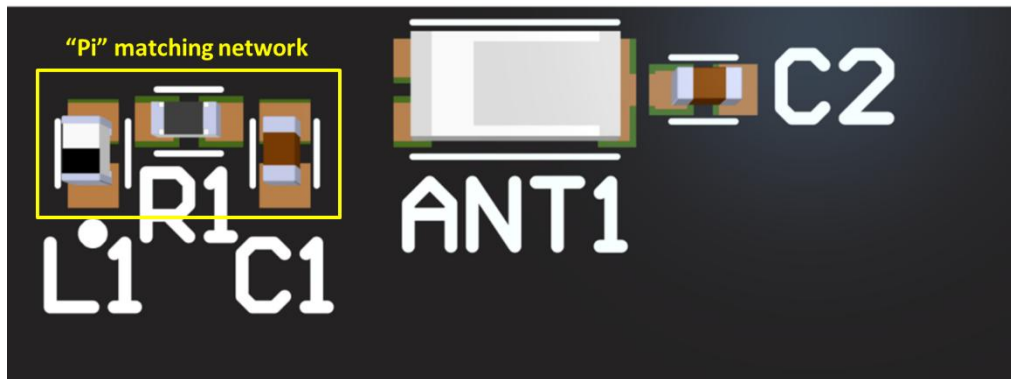 “Pi” matching network
C2
R1
ANT1
L1
C1